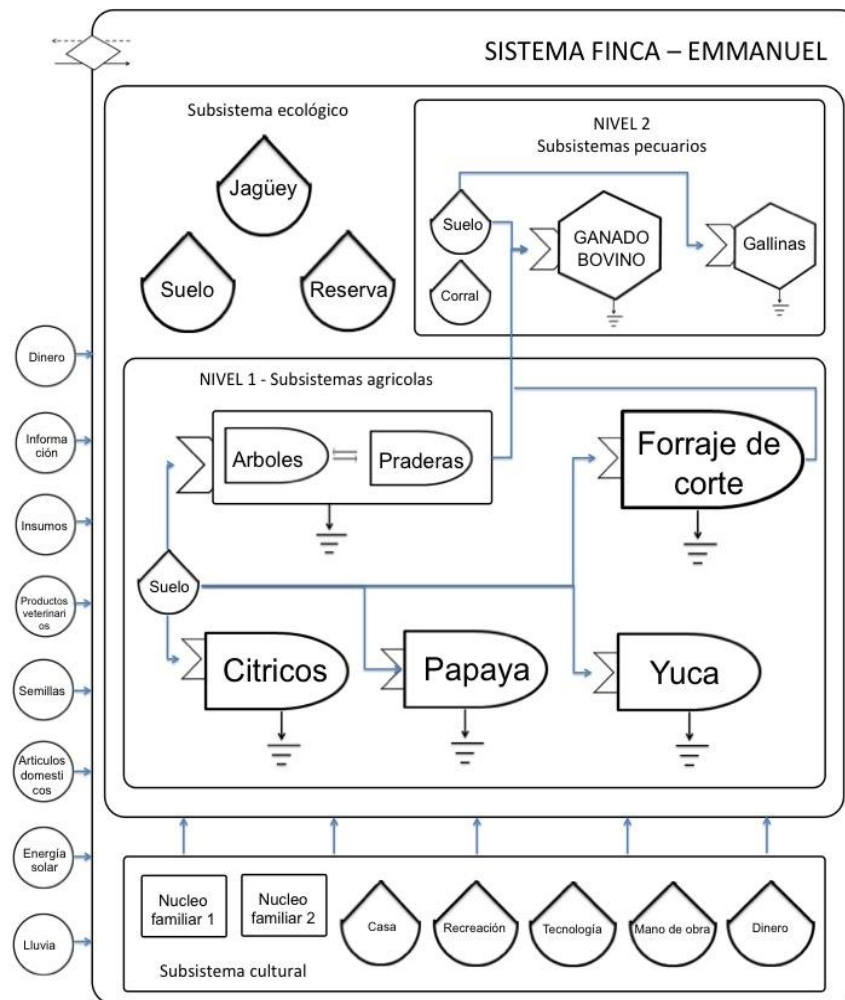 SISTEMA FINCA – EMMANUEL
Subsistema ecológico
Jagüey
Suelo
Reserva
NIVEL 2
Subsistemas pecuarios
Suelo
Corral
GANADO
BOVINO
Gallinas
Dinero
Informa
ción
Insumos
Productos
veterinari
os
Semillas
Articulos
domesti
cos
Energía
solar
Lluvia
NIVEL 1 - Subsistemas agricolas
Arboles
Praderas
Forraje de
corte
Suelo
Citricos
Papaya
Yuca
Nucleo
familiar 1
Nucleo
familiar 2
Casa
Recreación
Tecnología
Mano de obra
Dinero
Subsistema cultural